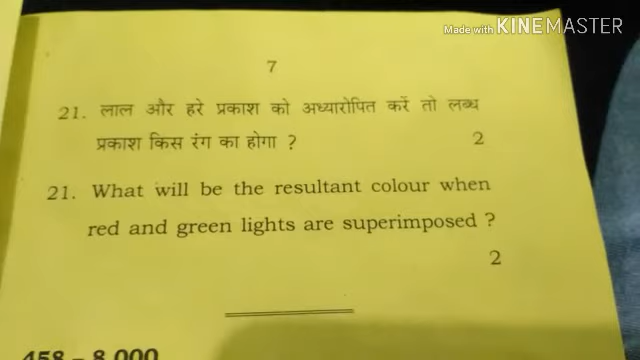 Made with KINEMASTER
7
21. लाल और हरे प्रकाश को अध्यारोपित करें तो लब्ध
प्रकाश किस रंग का होगा ? 2
21. What will be the resultant colour when
red and green lights are superimposed ?
2
458 – 8,000